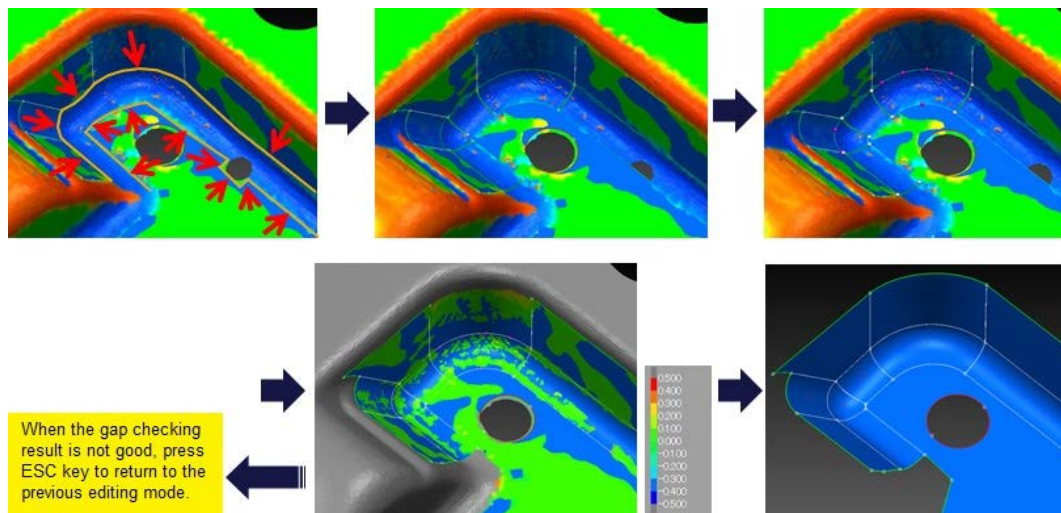 When the gap checking
result is not good, press
ESC key to return to the
previous editing mode.
0.500
0.400
0.300
0.200
0.100
0.000
-0.100
-0.200
-0.300
-0.400
-0.500